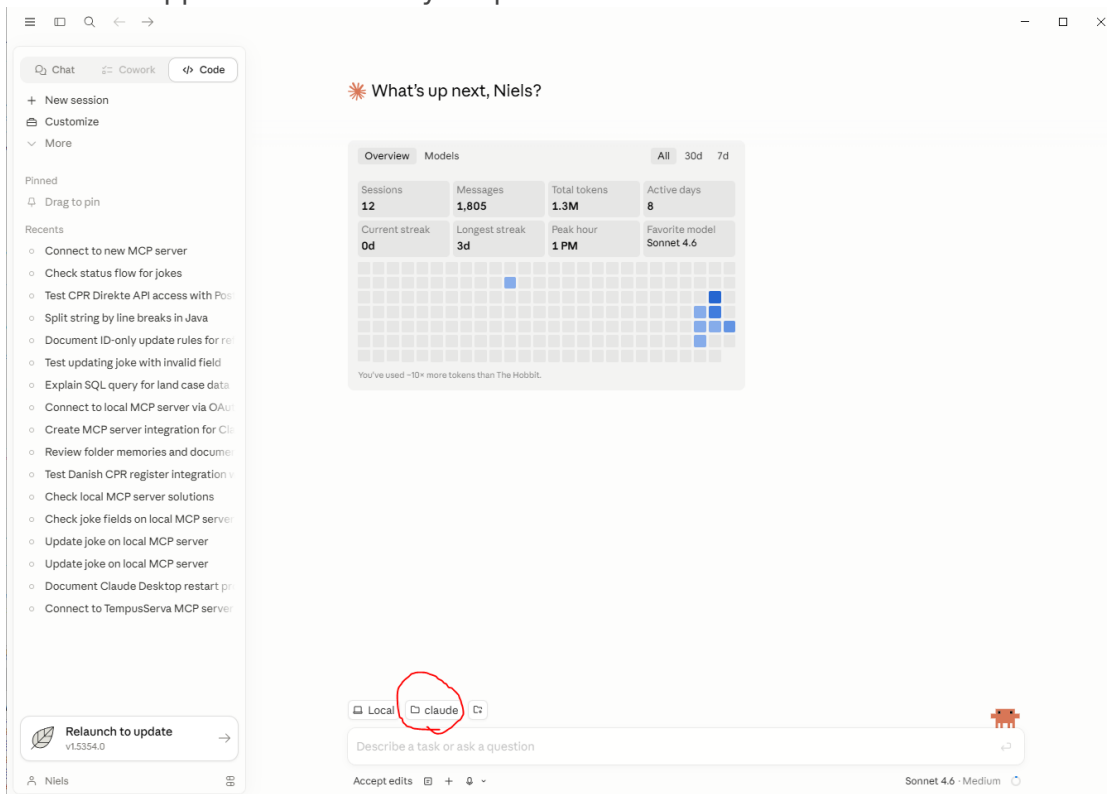 Chat Cowork </> Code
+ New session
Customize
More
Pinned
Drag to pin
Recents
Connect to new MCP server
Check status flow for jokes
Test CPR Direkte API access with Pos
Split string by line breaks in Java
Document ID-only update rules for re
Test updating joke with invalid field
Explain SQL query for land case data
Connect to local MCP server via OAu
Create MCP server integration for Cla
Review folder memories and documen
Test Danish CPR register integration
Check local MCP server solutions
Check joke fields on local MCP server
Update joke on local MCP server
Update joke on local MCP server
Document Claude Desktop restart pr
Connect to TempusServa MCP server
Relaunch to update
v1.5354.0
Niels
What's up next, Niels?
Overview Models All 30d 7d
Sessions Messages Total tokens Active days
12 1,805 1.3M 8
Current streak Longest streak Peak hour Favorite model
0d 3d 1 PM Sonnet 4.6
You've used ~10× more tokens than The Hobbit.
Local claude
Describe a task or ask a question
Accept edits Sonnet 4.6 · Medium